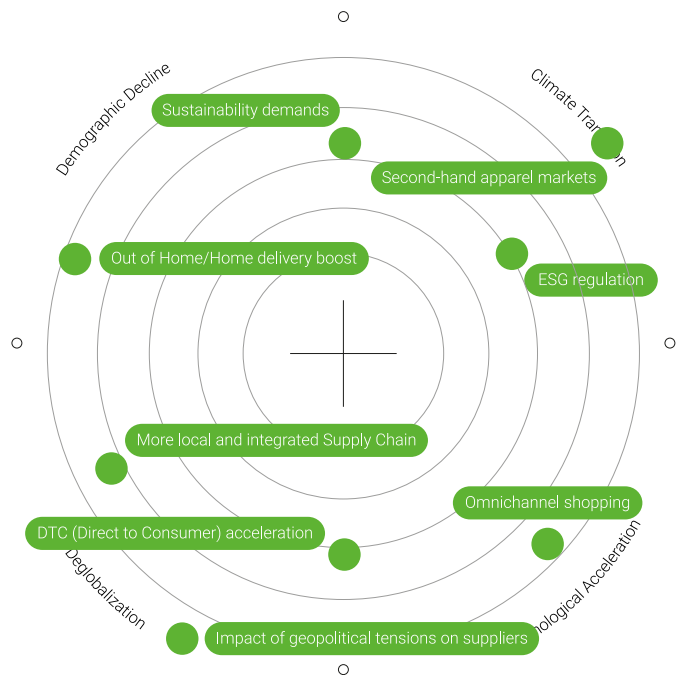 Demographic Decline
Climate
Sustainability demands
Second-hand apparel markets
Out of Home/Home delivery boost
ESG regulation
More local and integrated Supply Chain
Omnichannel shopping
DTC (Direct to Consumer) acceleration
Deglobalization
nological Acceleration
Impact of geopolitical tensions on suppliers